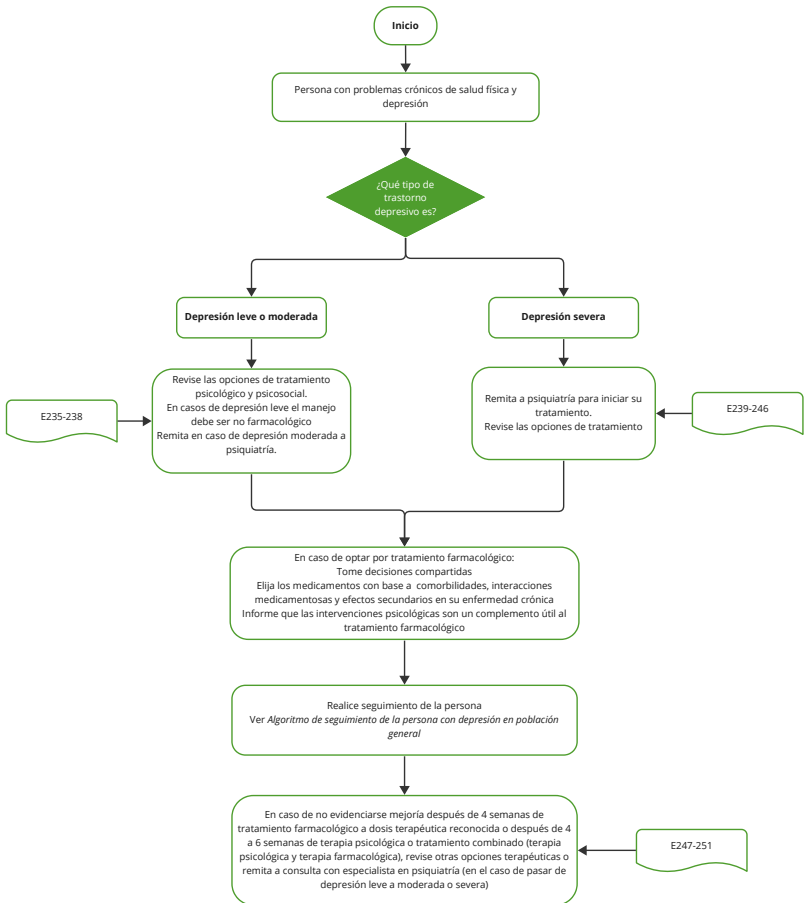 Inicio
Persona con problemas crónicos de salud física y
depresión
¿Qué tipo de
trastorno
depresivo es?
Depresión leve o moderada
Depresión severa
Revise las opciones de tratamiento
psicológico y psicosocial.
En casos de depresión leve el manejo
debe ser no farmacológico
Remita en caso de depresión moderada a
psiquiatría.
E235-238
Remita a psiquiatría para iniciar su
tratamiento.
Revise las opciones de tratamiento
E239-246
En caso de optar por tratamiento farmacológico:
Tome decisiones compartidas
Elija los medicamentos con base a comorbilidades, interacciones
medicamentosas y efectos secundarios en su enfermedad crónica
Informe que las intervenciones psicológicas son un complemento útil al
tratamiento farmacológico
Realice seguimiento de la persona
Ver Algoritmo de seguimiento de la persona con depresión en población
general
En caso de no evidenciarse mejoría después de 4 semanas de
tratamiento farmacológico a dosis terapéutica reconocida o después de 4
a 6 semanas de terapia psicológica o tratamiento combinado (terapia
psicológica y terapia farmacológica), revise otras opciones terapéuticas o
remita a consulta con especialista en psiquiatría (en el caso de pasar de
depresión leve a moderada o severa)
E247-251